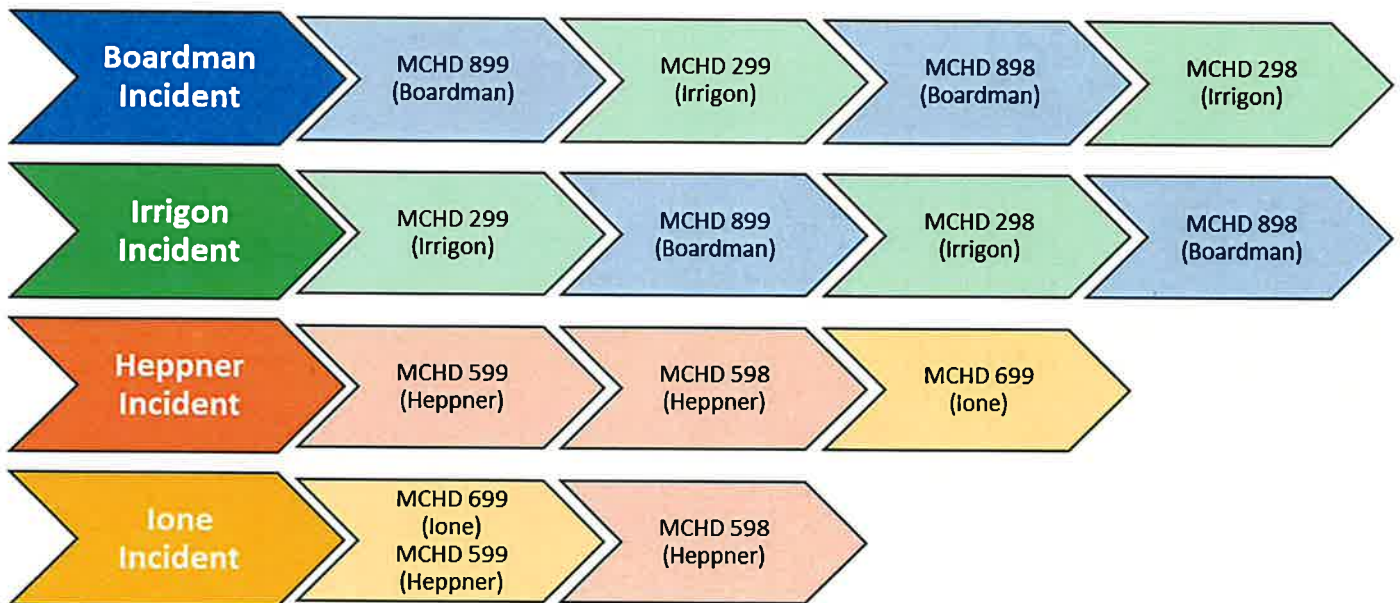 Boardman
Incident
MCHD 899
(Boardman)
MCHD 299
(Irrigon)
MCHD 898
(Boardman)
MCHD 298
(Irrigon)
Irrigon
Incident
MCHD 299
(Irrigon)
MCHD 899
(Boardman)
MCHD 298
(Irrigon)
MCHD 898
(Boardman)
Heppner
Incident
MCHD 599
(Heppner)
MCHD 598
(Heppner)
MCHD 699
(Ione)
Ione
Incident
MCHD 699
(Ione)
MCHD 599
(Heppner)
MCHD 598
(Heppner)